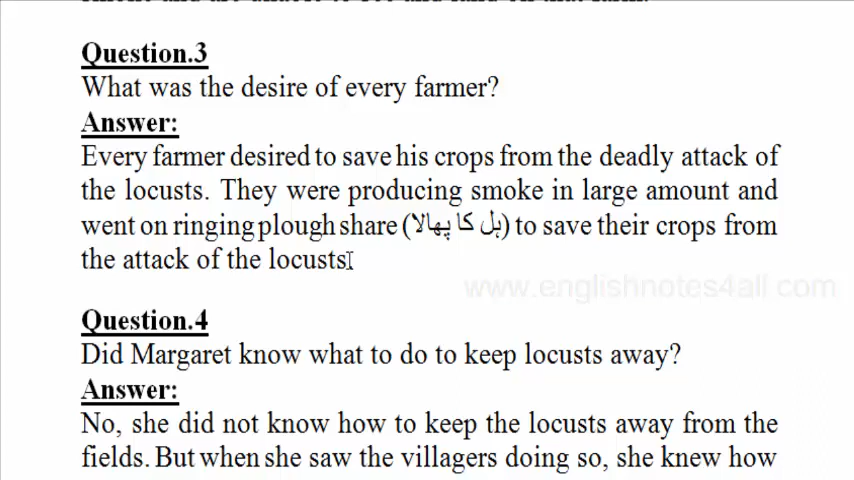 Question.3
What was the desire of every farmer?
Answer:
Every farmer desired to save his crops from the deadly attack of
the locusts. They were producing smoke in large amount and
went on ringing plough share (ہل کا پھالا) to save their crops from
the attack of the locusts
www.englishnotes4all.com
Question.4
Did Margaret know what to do to keep locusts away?
Answer:
No, she did not know how to keep the locusts away from the
fields. But when she saw the villagers doing so, she knew how